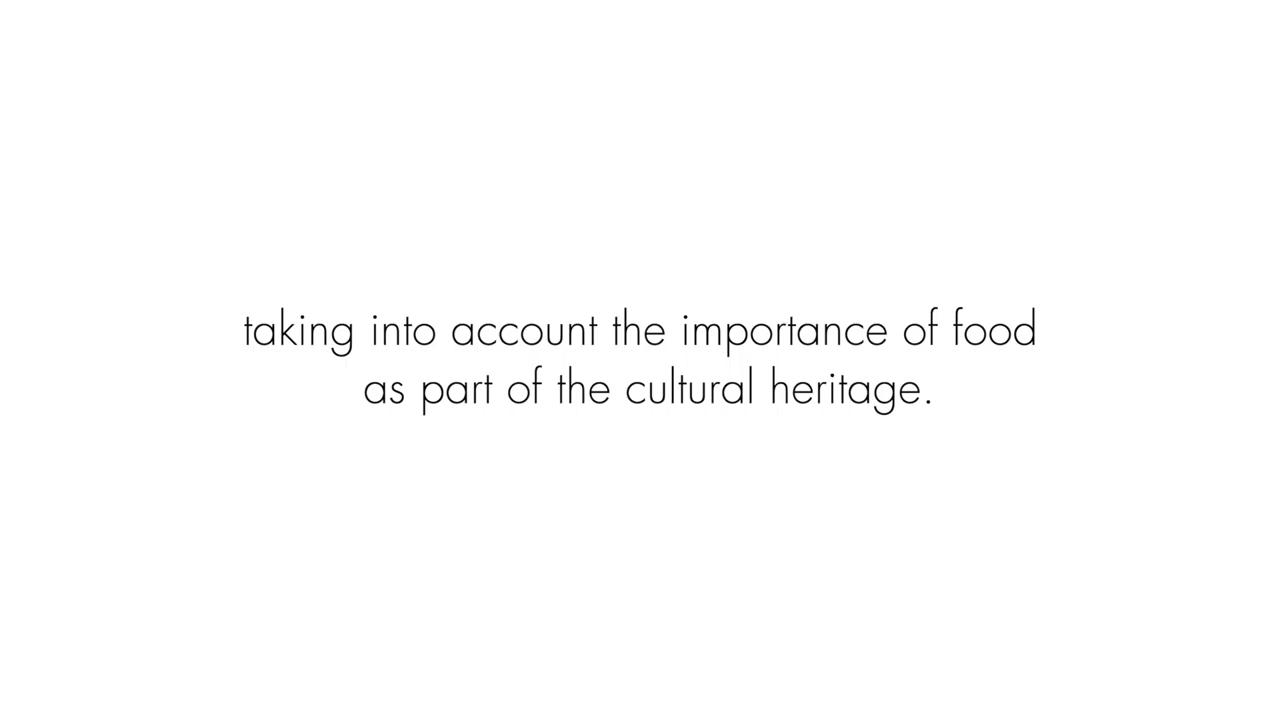 taking into account the importance of food
as part of the cultural heritage.